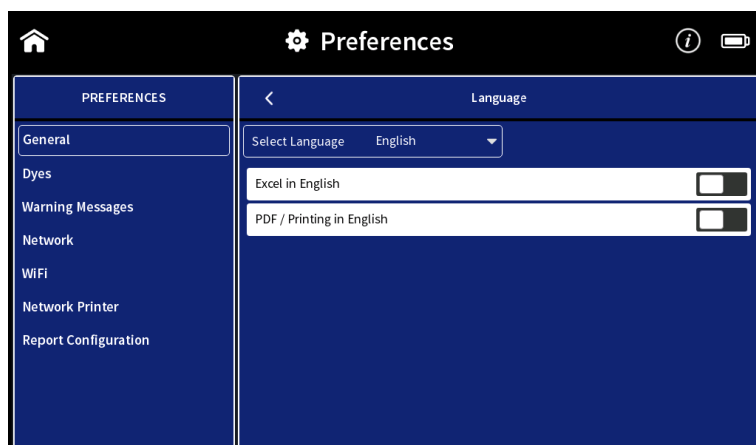 Preferences
i
PREFERENCES
General
Dyes
Warning Messages
Network
WiFi
Network Printer
Report Configuration
Language
Select Language English
Excel in English
PDF / Printing in English